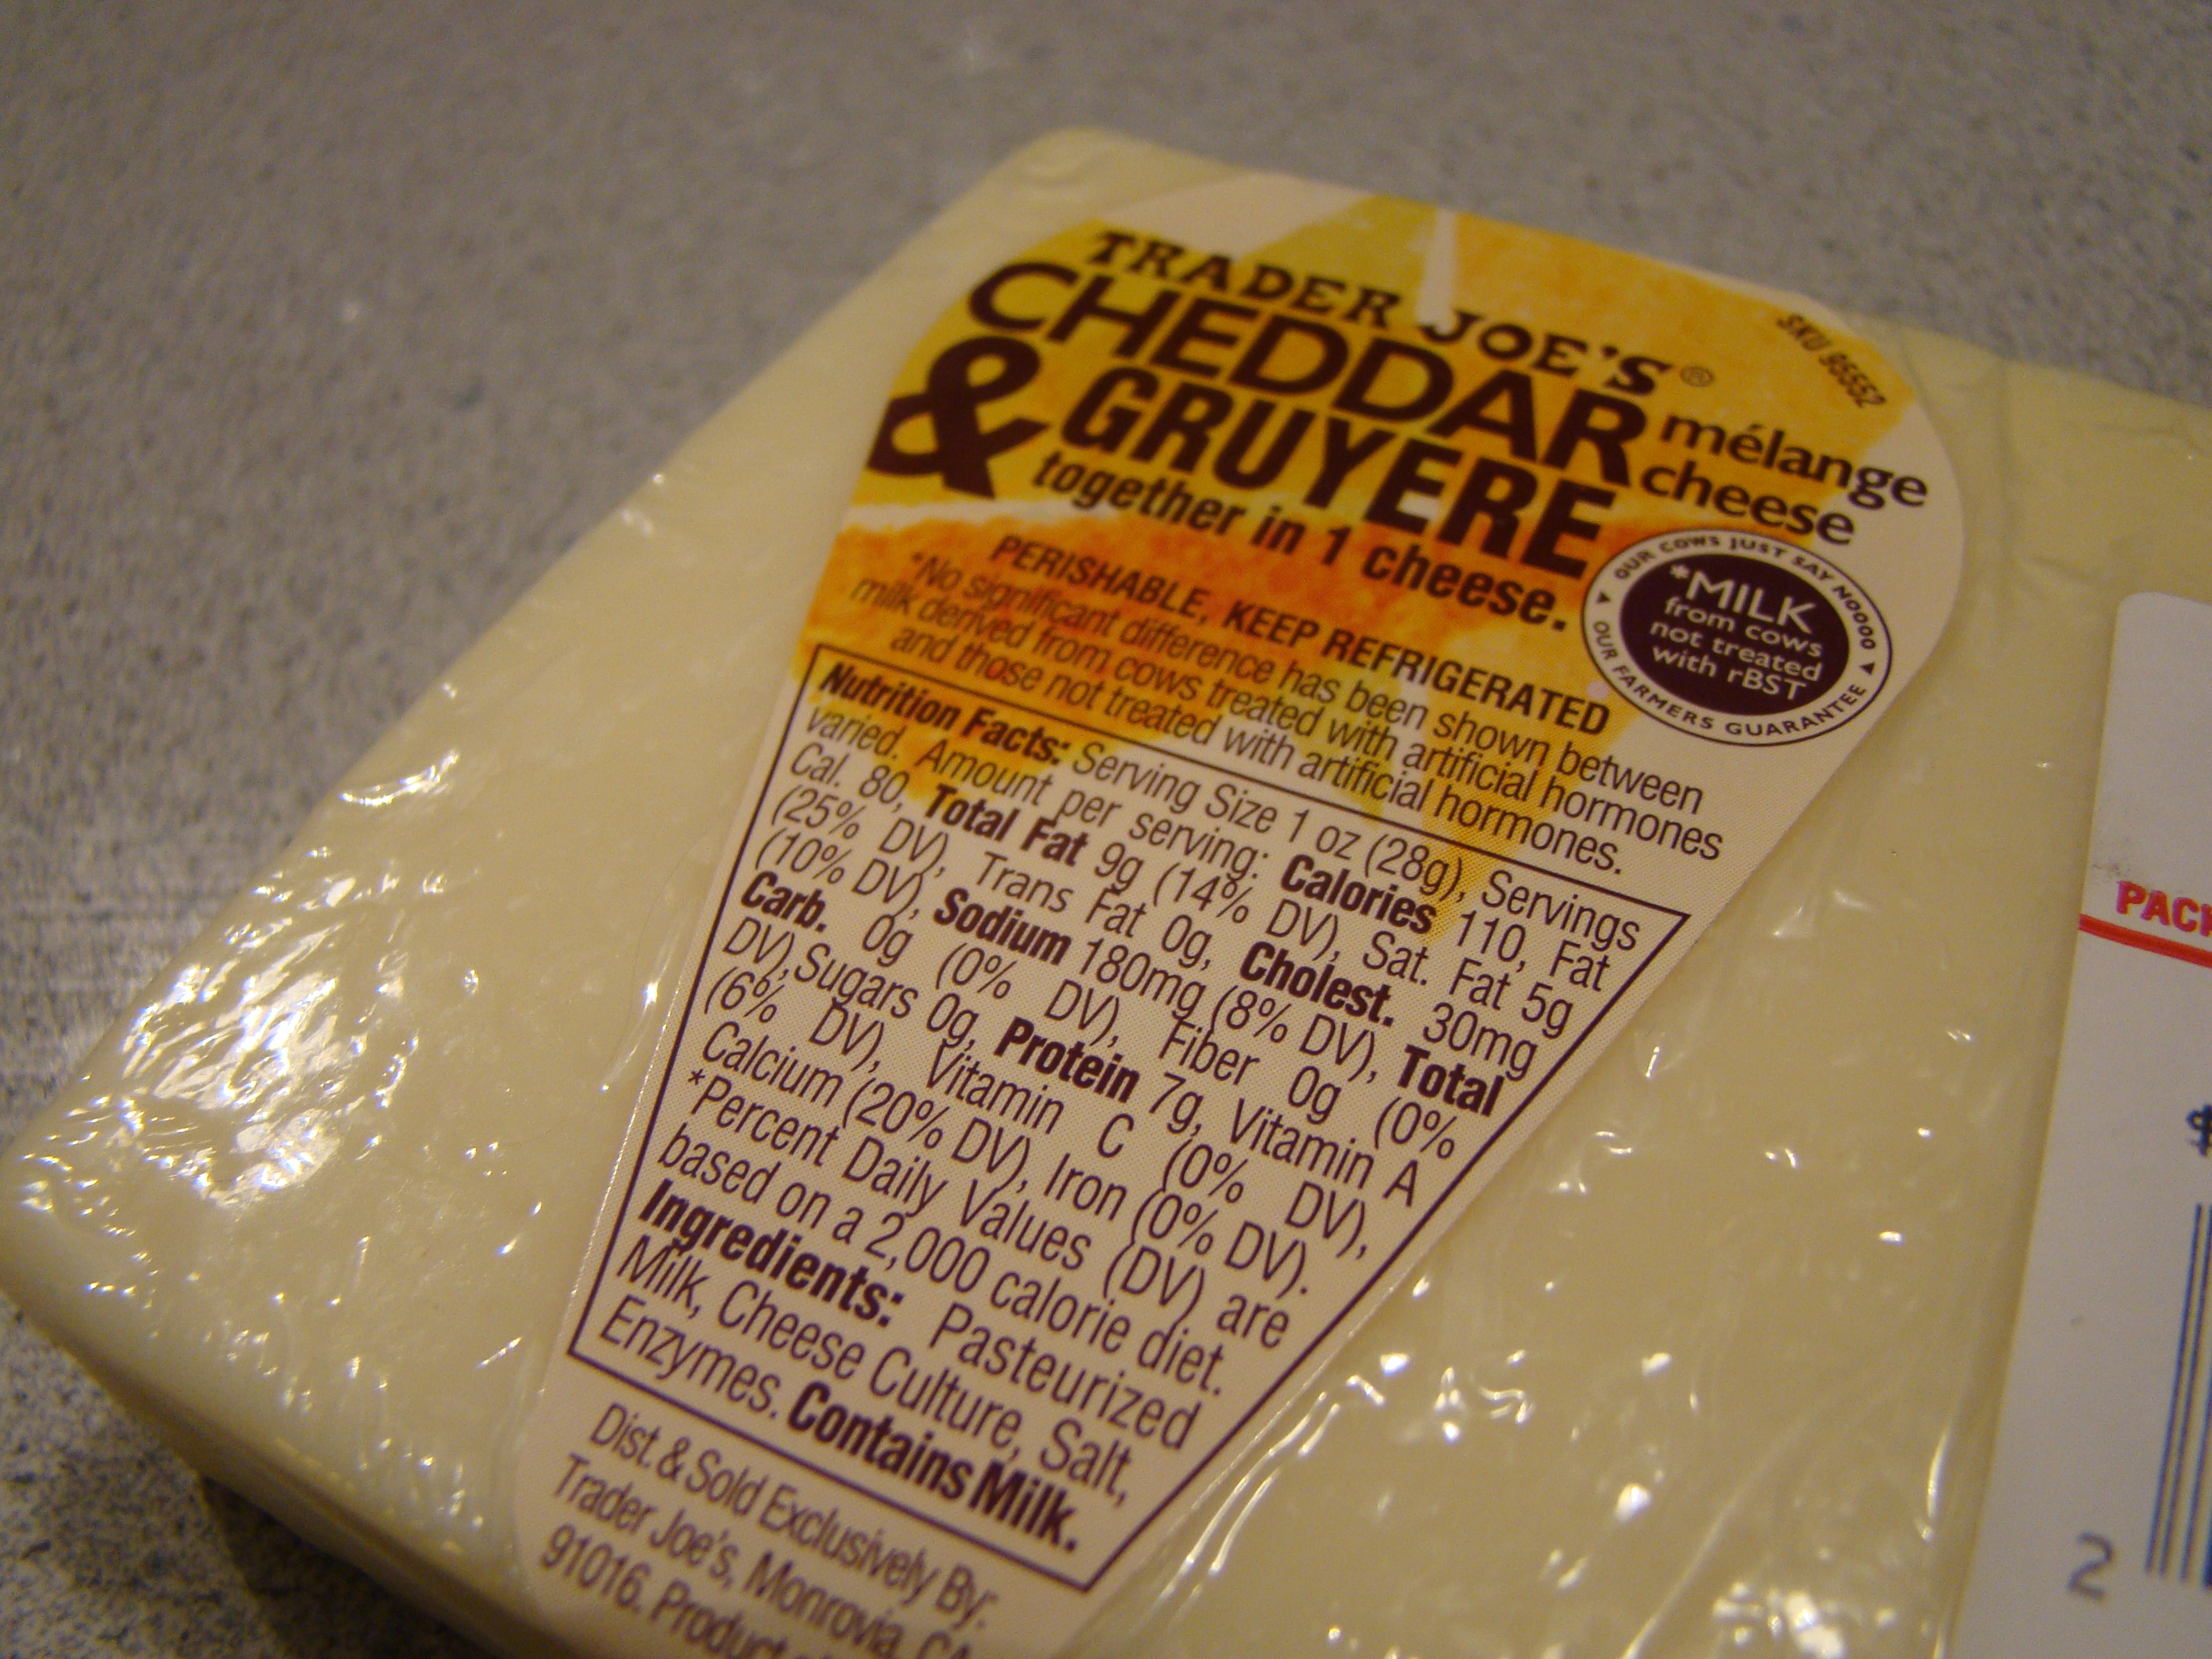 TRADER JOE'S®
SKU 95552
CHEDDAR
& GRUYERE
mélange
cheese
together in 1 cheese.
OUR COWS JUST SAY NOOOO
*MILK
from cows
not treated
with rBST
OUR FARMERS GUARANTEE
PERISHABLE, KEEP REFRIGERATED
*No significant difference has been shown between
milk derived from cows treated with artificial hormones
and those not treated with artificial hormones.
Nutrition Facts: Serving Size 1 oz (28g), Servings
varied. Amount per serving: Calories 110, Fat
Cal. 80, Total Fat 9g (14% DV), Sat. Fat 5g
(25% DV), Trans Fat 0g, Cholest. 30mg
(10% DV), Sodium 180mg (8% DV), Total
Carb. 0g (0% DV), Fiber 0g (0%
DV), Sugars 0g, Protein 7g, Vitamin A
(6% DV), Vitamin C (0% DV),
Calcium (20% DV), Iron (0% DV).
*Percent Daily Values (DV) are
based on a 2,000 calorie diet.
Ingredients: Pasteurized
Milk, Cheese Culture, Salt,
Enzymes. Contains Milk.
Dist. & Sold Exclusively By:
Trader Joe's, Monrovia, CA
91016. Product
PACK
$
2